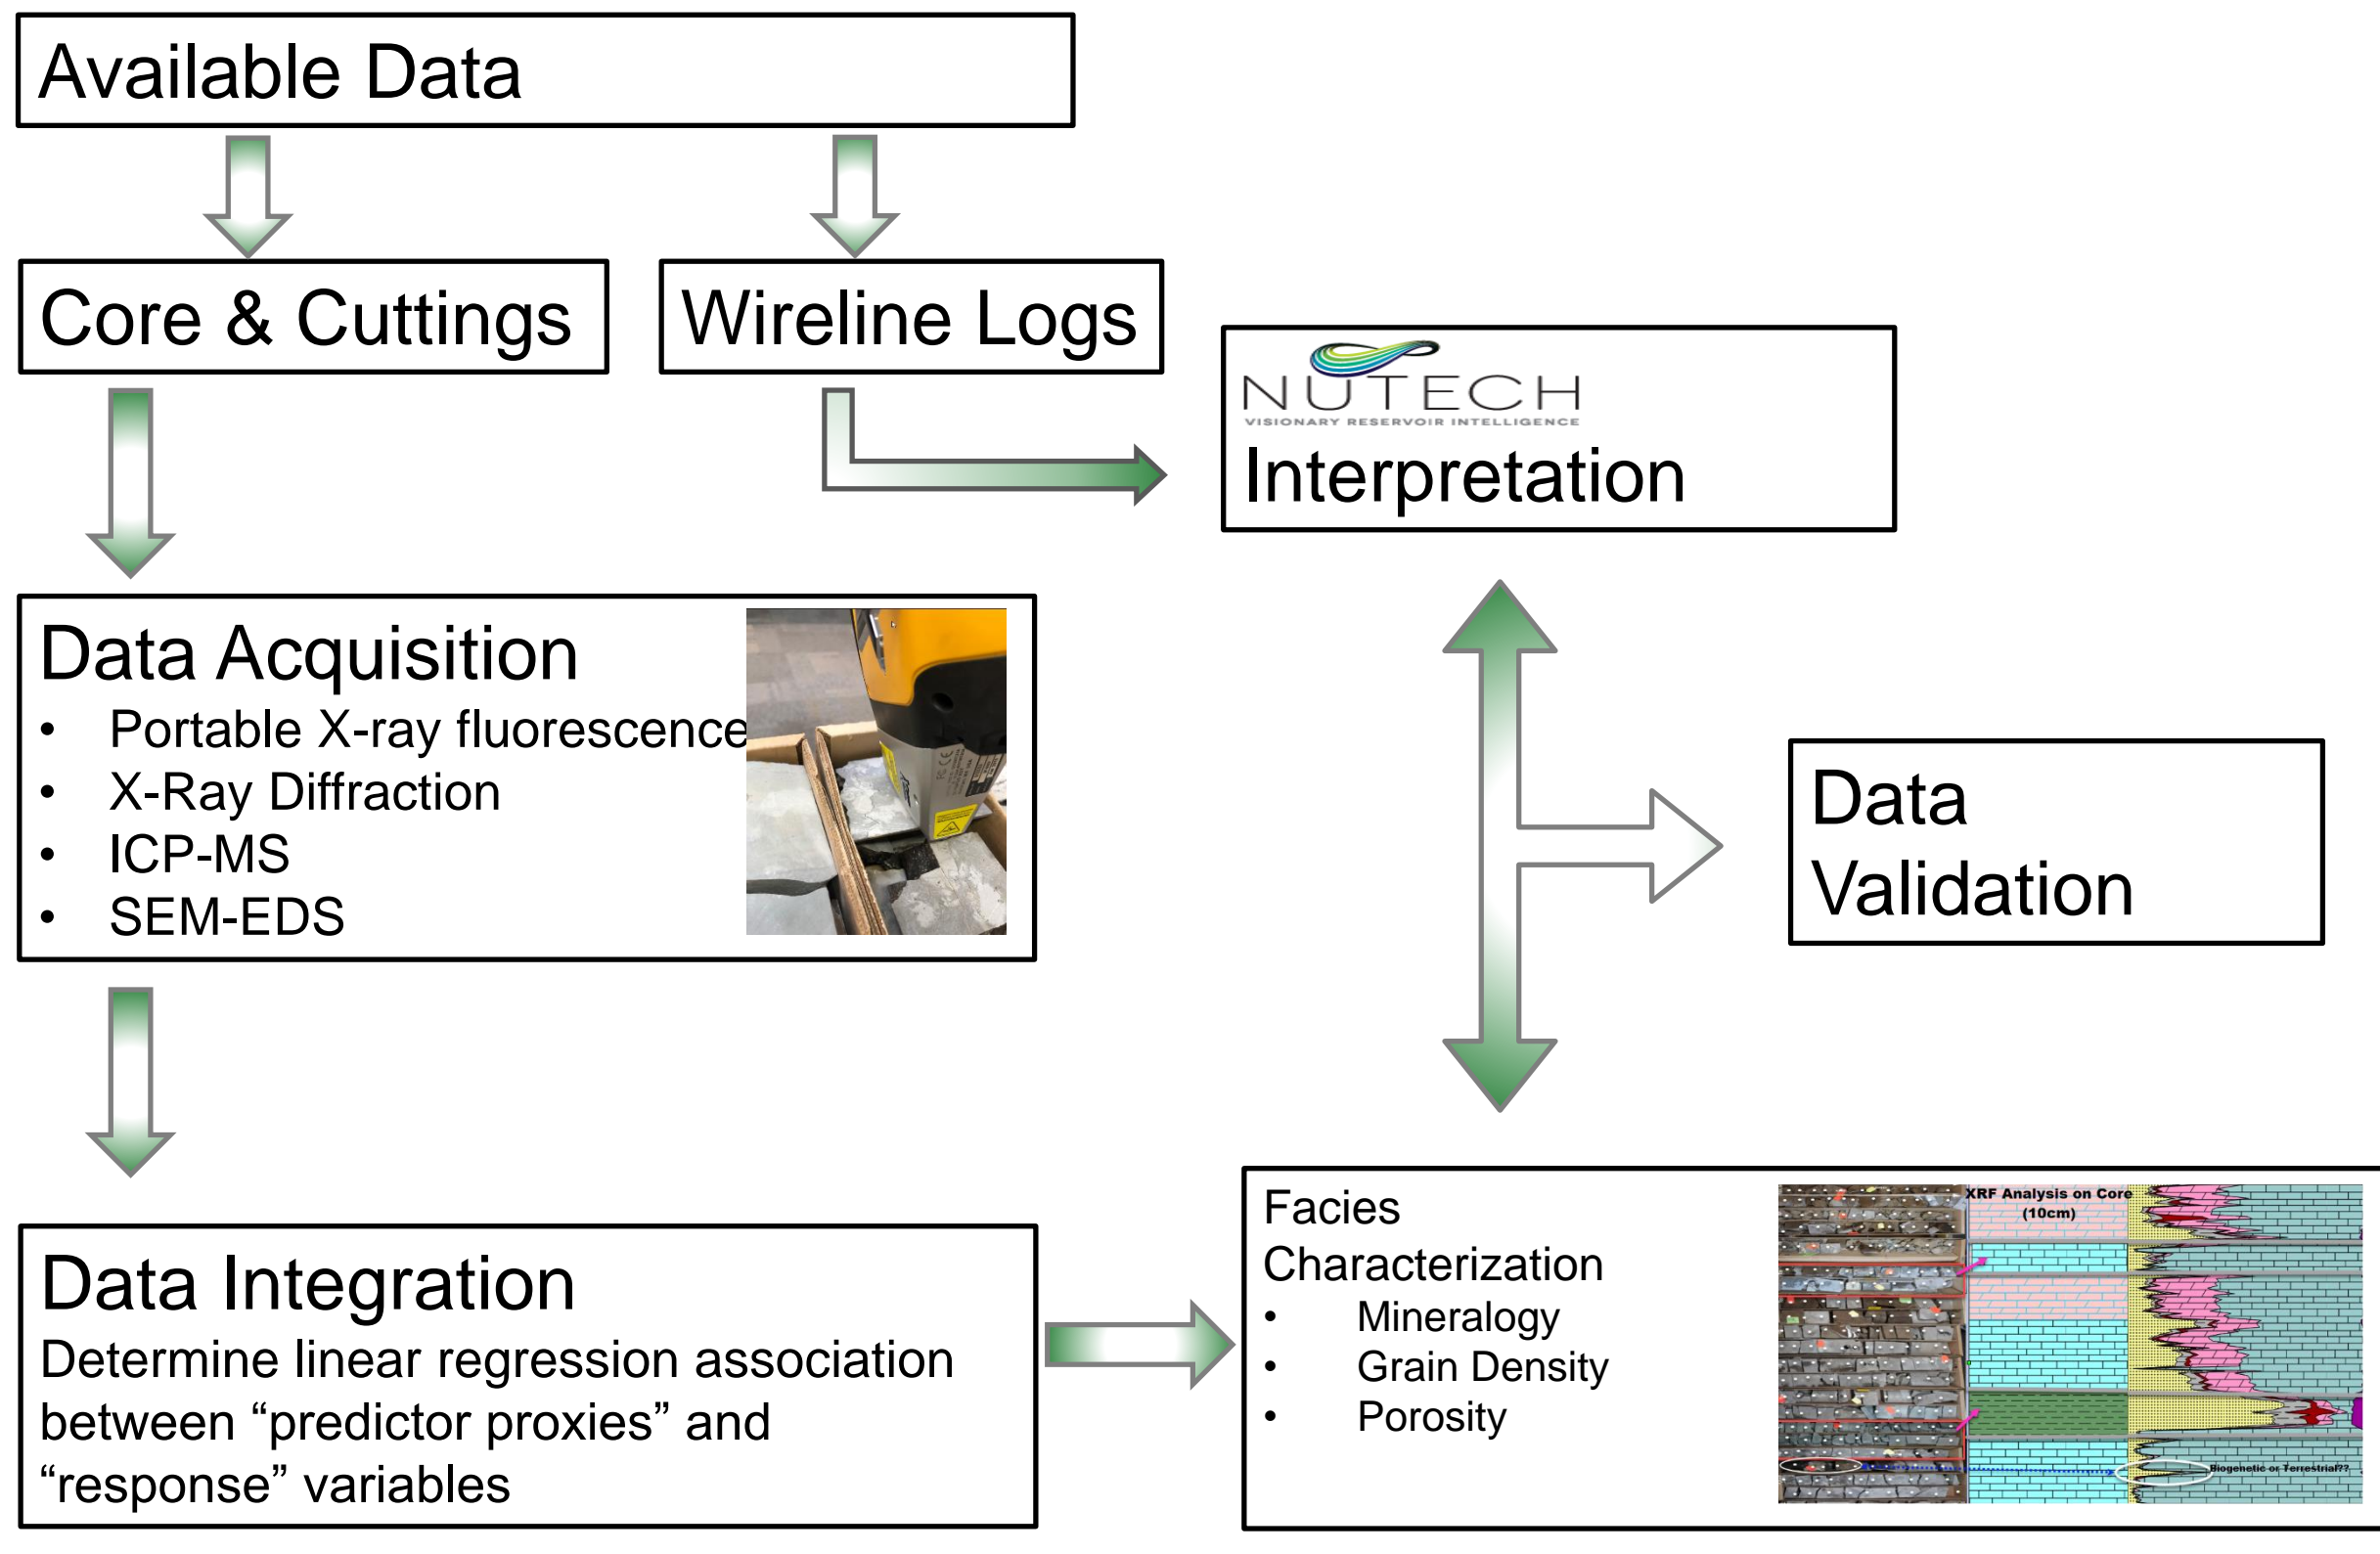 Available Data
Core & Cuttings
Wireline Logs
NUTECH
VISIONARY RESERVOIR INTELLIGENCE
Interpretation
Data Acquisition
• Portable X-ray fluorescence
• X-Ray Diffraction
• ICP-MS
• SEM-EDS
Data
Validation
Data Integration
Determine linear regression association
between “predictor proxies” and
“response” variables
Facies
Characterization
• Mineralogy
• Grain Density
• Porosity
XRF Analysis on Core
(10cm)
Biogenetic or Terrestrial??